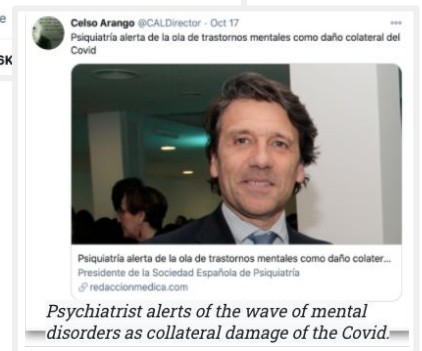 e
6K
Celso Arango @CALDirector · Oct 17
Psiquiatría alerta de la ola de trastornos mentales como daño colateral del
Covid
Psiquiatría alerta de la ola de trastornos mentales como daño colater...
Presidente de la Sociedad Española de Psiquiatría
redaccionmedica.com
Psychiatrist alerts of the wave of mental
disorders as collateral damage of the Covid.